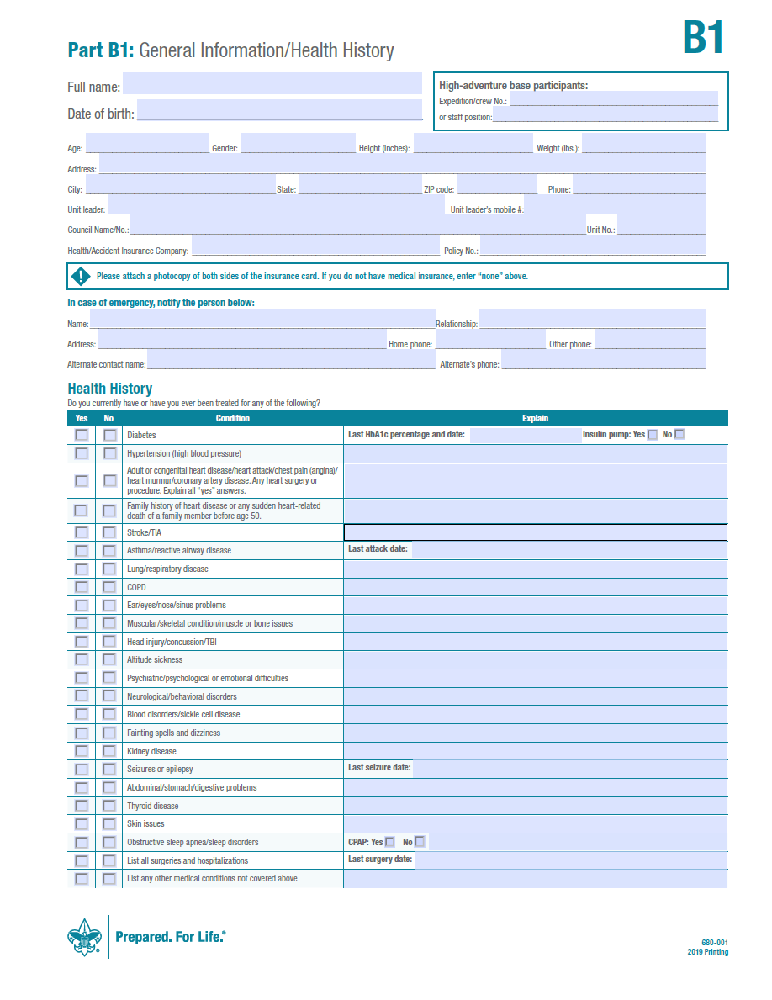 B1
Part B1: General Information/Health History
Full name:
Date of birth:
High-adventure base participants:
Expedition/crew No.:
or staff position:
Age: Gender: Height (inches): Weight (lbs.):
Address:
City: State: ZIP code: Phone:
Unit leader: Unit leader's mobile #:
Council Name/No.: Unit No.:
Health/Accident Insurance Company: Policy No.:
! Please attach a photocopy of both sides of the insurance card. If you do not have medical insurance, enter “none” above.
In case of emergency, notify the person below:
Name: Relationship:
Address: Home phone: Other phone:
Alternate contact name: Alternate's phone:
Health History
Do you currently have or have you ever been treated for any of the following?
Yes No Condition Explain
Diabetes Last HbA1c percentage and date: Insulin pump: Yes No
Hypertension (high blood pressure)
Adult or congenital heart disease/heart attack/chest pain (angina)/
heart murmur/coronary artery disease. Any heart surgery or
procedure. Explain all “yes” answers.
Family history of heart disease or any sudden heart-related
death of a family member before age 50.
Stroke/TIA
Asthma/reactive airway disease Last attack date:
Lung/respiratory disease
COPD
Ear/eyes/nose/sinus problems
Muscular/skeletal condition/muscle or bone issues
Head injury/concussion/TBI
Altitude sickness
Psychiatric/psychological or emotional difficulties
Neurological/behavioral disorders
Blood disorders/sickle cell disease
Fainting spells and dizziness
Kidney disease
Seizures or epilepsy Last seizure date:
Abdominal/stomach/digestive problems
Thyroid disease
Skin issues
Obstructive sleep apnea/sleep disorders CPAP: Yes No
List all surgeries and hospitalizations Last surgery date:
List any other medical conditions not covered above
Prepared. For Life.®
680-001
2019 Printing